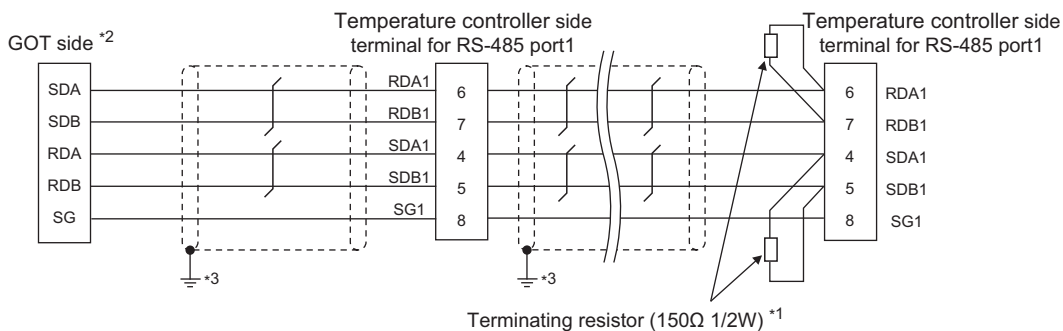 Temperature controller side
terminal for RS-485 port1
Temperature controller side
terminal for RS-485 port1
GOT side *2
SDA
SDB
RDA
RDB
SG
RDA1
RDB1
SDA1
SDB1
SG1
6
7
4
5
8
6
7
4
5
8
RDA1
RDB1
SDA1
SDB1
SG1
*3
*3
Terminating resistor (150Ω 1/2W) *1